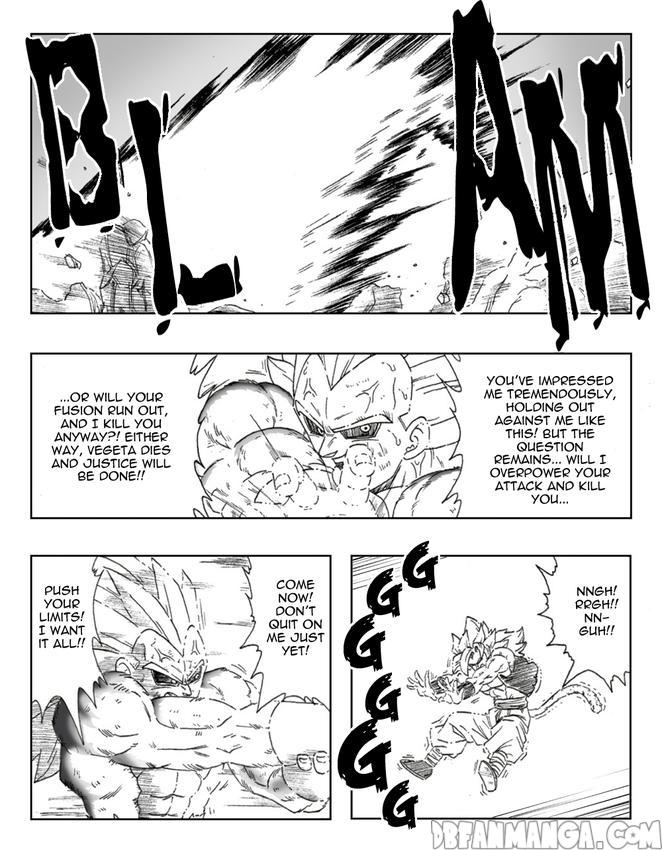 BLAM
YOU'VE IMPRESSED
ME TREMENDOUSLY,
HOLDING OUT
AGAINST ME LIKE
THIS! BUT THE
QUESTION
REMAINS... WILL I
OVERPOWER YOUR
ATTACK AND KILL
YOU...
...OR WILL YOUR
FUSION RUN OUT,
AND I KILL YOU
ANYWAY?! EITHER
WAY, VEGETA DIES
AND JUSTICE WILL
BE DONE!!
NNGH!
RRGH!!
NN-
GUH!!
GGGGGG
COME
NOW!
DON'T
QUIT ON
ME JUST
YET!
PUSH
YOUR
LIMITS!
I WANT
IT ALL!!
DBFANMANGA.COM